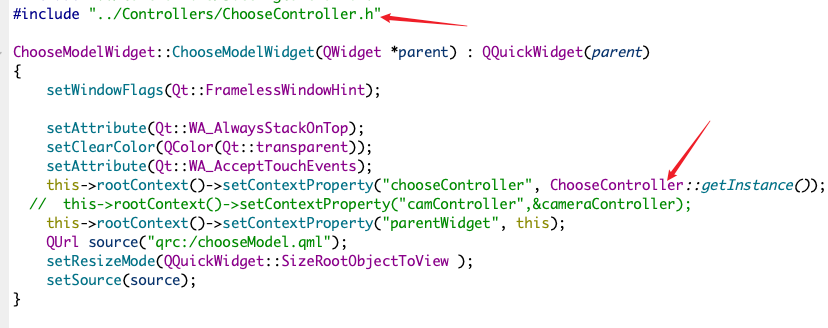 #include "../Controllers/ChooseController.h"
ChooseModelWidget::ChooseModelWidget(QWidget *parent) : QQuickWidget(parent)
{
setWindowFlags(Qt::FramelessWindowHint);
setAttribute(Qt::WA_AlwaysStackOnTop);
setClearColor(QColor(Qt::transparent));
setAttribute(Qt::WA_AcceptTouchEvents);
this->rootContext()->setContextProperty("chooseController", ChooseController::getInstance());
//  this->rootContext()->setContextProperty("camController",&cameraController);
this->rootContext()->setContextProperty("parentWidget", this);
QUrl source("qrc:/chooseModel.qml");
setResizeMode(QQuickWidget::SizeRootObjectToView );
setSource(source);
}